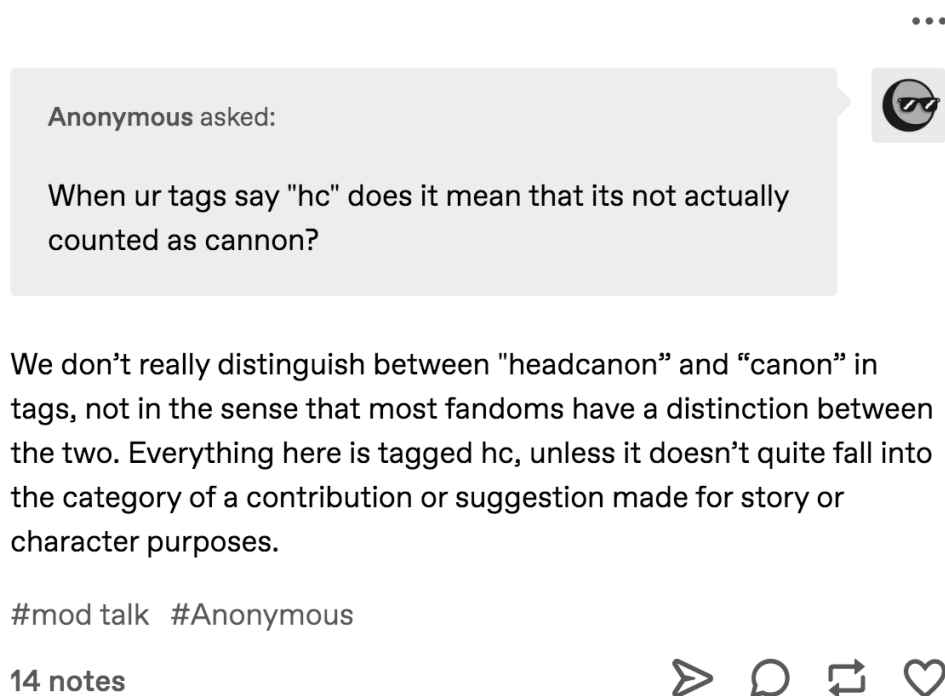 Anonymous asked:
When ur tags say "hc" does it mean that its not actually
counted as cannon?
We don’t really distinguish between "headcanon” and “canon” in
tags, not in the sense that most fandoms have a distinction between
the two. Everything here is tagged hc, unless it doesn’t quite fall into
the category of a contribution or suggestion made for story or
character purposes.
#mod talk #Anonymous
14 notes